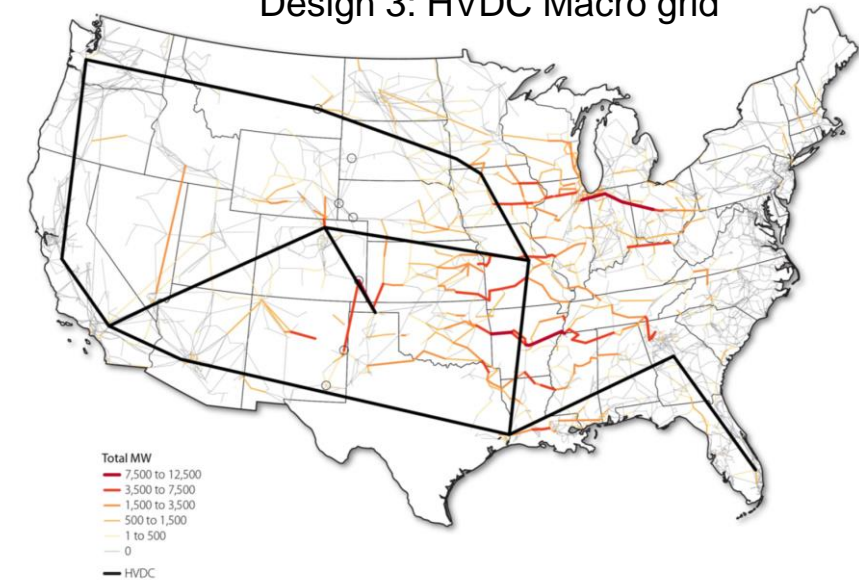 Design 3: HVDC Macro grid
Total MW
7,500 to 12,500
3,500 to 7,500
1,500 to 3,500
500 to 1,500
1 to 500
0
HVDC